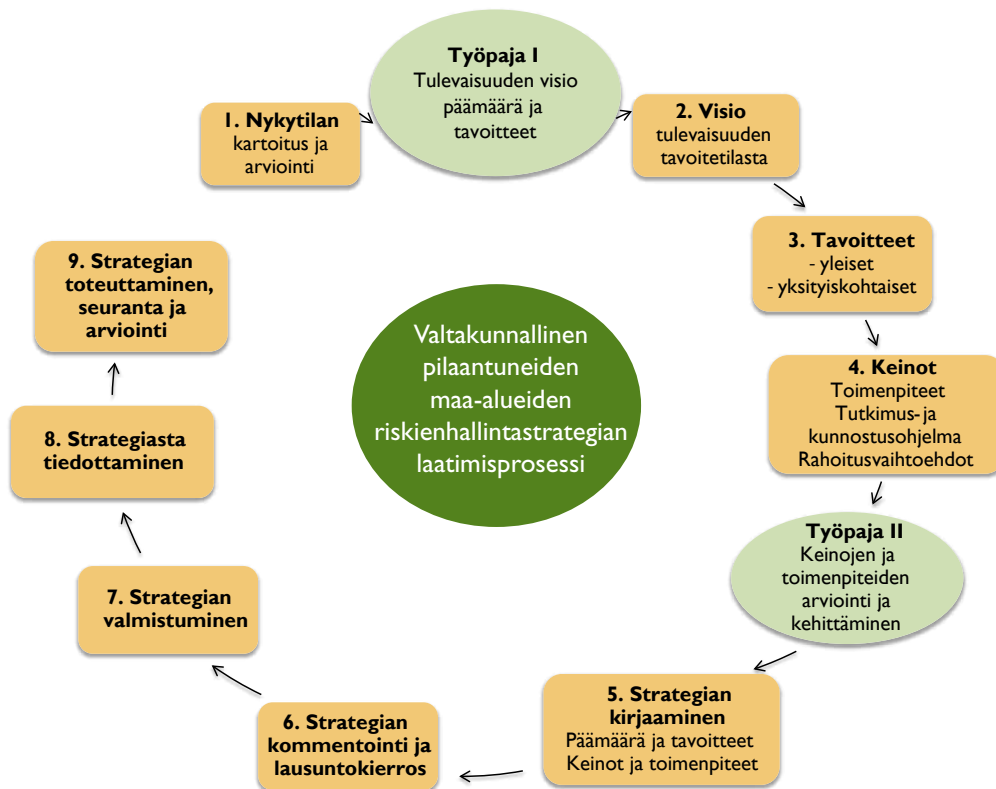 Työpaja I
Tulevaisuuden visio
päämäärä ja
tavoitteet
1. Nykytilan
kartoitus ja
arviointi
2. Visio
tulevaisuuden
tavoitetilasta
3. Tavoitteet
- yleiset
- yksityiskohtaiset
4. Keinot
Toimenpiteet
Tutkimus- ja
kunnostusohjelma
Rahoitusvaihtoehdot
Työpaja II
Keinojen ja
toimenpiteiden
arviointi ja
kehittäminen
5. Strategian
kirjaaminen
Päämäärä ja tavoitteet
Keinot ja toimenpiteet
6. Strategian
kommentointi ja
lausuntokierros
7. Strategian
valmistuminen
8. Strategiasta
tiedottaminen
9. Strategian
toteuttaminen,
seuranta ja
arviointi
Valtakunnallinen
pilaantuneiden
maa-alueiden
riskienhallintastrategian
laatimisprosessi